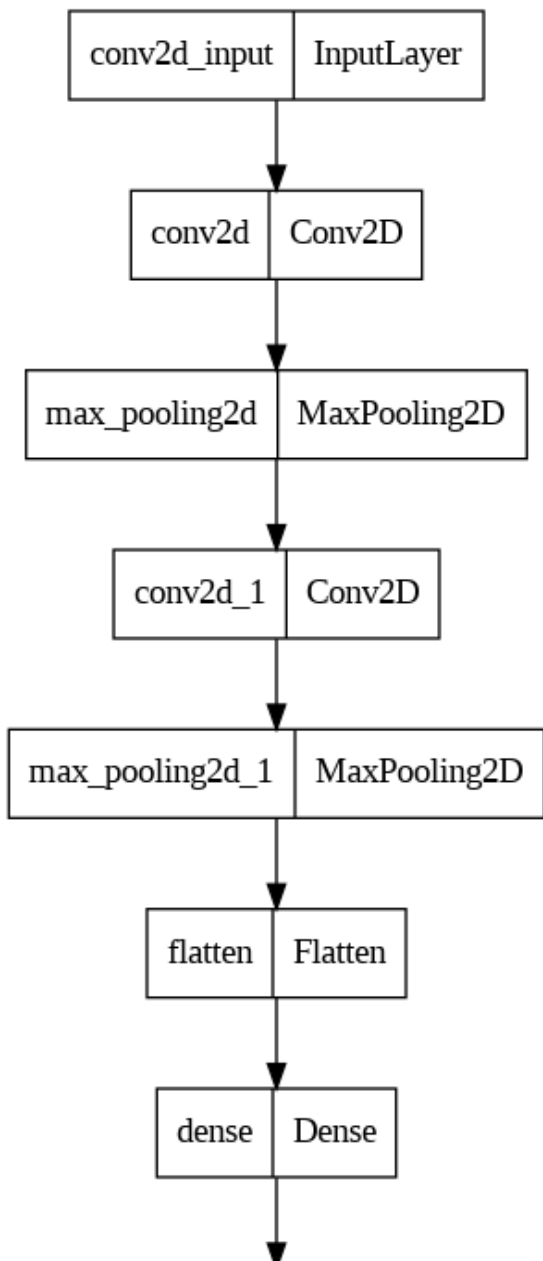 conv2d_input InputLayer
conv2d Conv2D
max_pooling2d MaxPooling2D
conv2d_1 Conv2D
max_pooling2d_1 MaxPooling2D
flatten Flatten
dense Dense